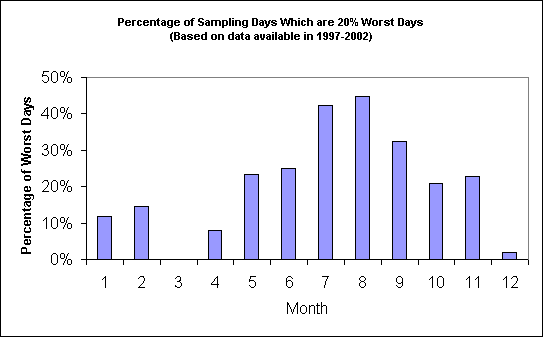 Percentage of Sampling Days Which are 20% Worst Days
(Based on data available in 1997-2002)
Percentage of Worst Days
50%
40%
30%
20%
10%
0%
1 2 3 4 5 6 7 8 9 10 11 12
Month